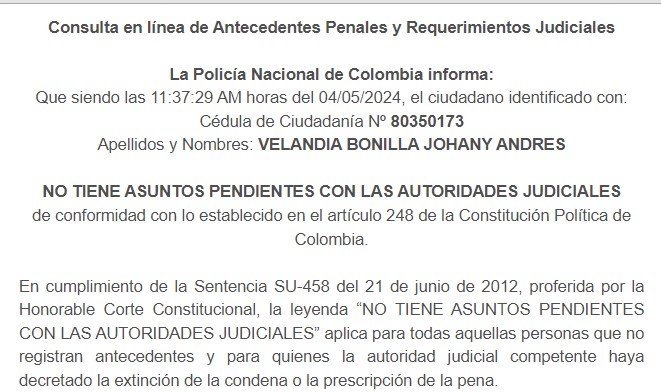 Consulta en línea de Antecedentes Penales y Requerimientos Judiciales
La Policía Nacional de Colombia informa:
Que siendo las 11:37:29 AM horas del 04/05/2024, el ciudadano identificado con:
Cédula de Ciudadanía Nº 80350173
Apellidos y Nombres: VELANDIA BONILLA JOHANY ANDRES
NO TIENE ASUNTOS PENDIENTES CON LAS AUTORIDADES JUDICIALES
de conformidad con lo establecido en el artículo 248 de la Constitución Política de
Colombia.
En cumplimiento de la Sentencia SU-458 del 21 de junio de 2012, proferida por la
Honorable Corte Constitucional, la leyenda “NO TIENE ASUNTOS PENDIENTES
CON LAS AUTORIDADES JUDICIALES” aplica para todas aquellas personas que no
registran antecedentes y para quienes la autoridad judicial competente haya
decretado la extinción de la condena o la prescripción de la pena.